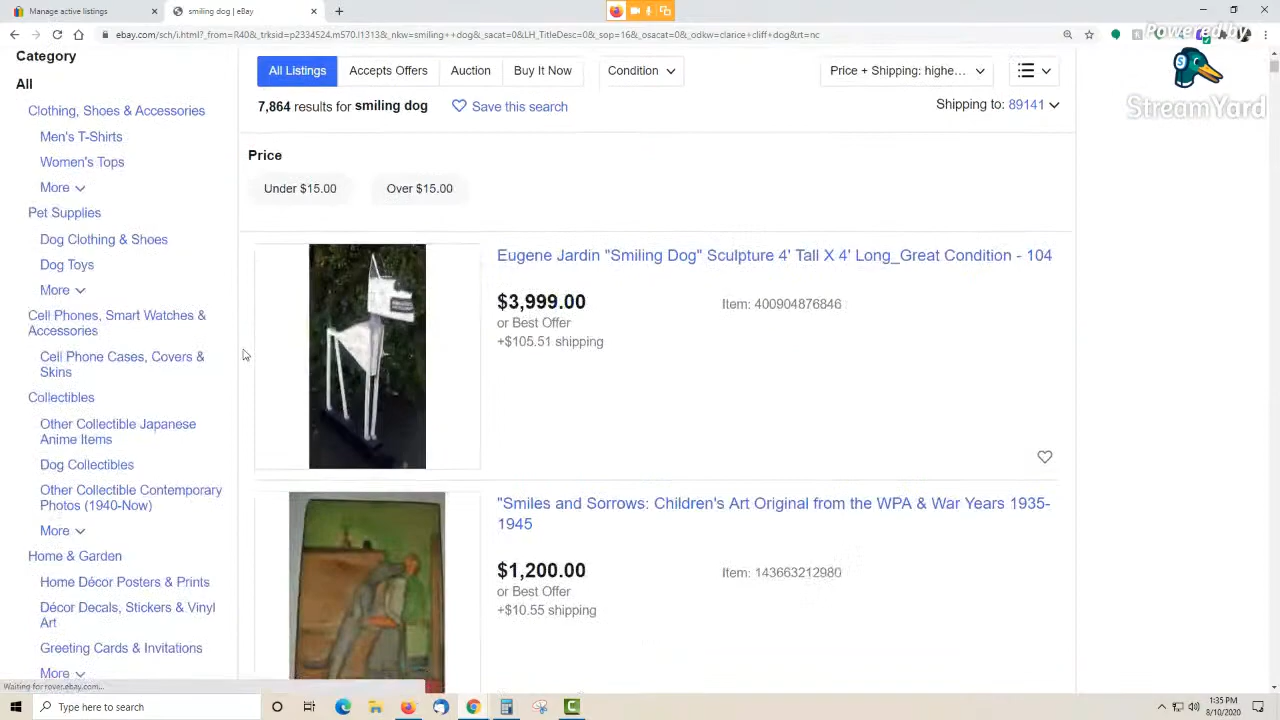 Manage active listings
smiling dog | eBay
ebay.com/sch/i.html?_from=R40&_trksid=p2334524.m570.l1313&_nkw=smiling++dog&_sacat=0&LH_TitleDesc=0&_sop=16&_osacat=0&_odkw=clarice+cliff+dog&rt=nc
Powered by
StreamYard
Category
All
Clothing, Shoes & Accessories
Men's T-Shirts
Women's Tops
More
Pet Supplies
Dog Clothing & Shoes
Dog Toys
More
Cell Phones, Smart Watches &
Accessories
Cell Phone Cases, Covers &
Skins
Collectibles
Other Collectible Japanese
Anime Items
Dog Collectibles
Other Collectible Contemporary
Photos (1940-Now)
More
Home & Garden
Home Décor Posters & Prints
Décor Decals, Stickers & Vinyl
Art
Greeting Cards & Invitations
More
All Listings Accepts Offers Auction Buy It Now Condition Price + Shipping: highe...
7,864 results for smiling dog Save this search Shipping to: 89141
Price
Under $15.00 Over $15.00
Eugene Jardin "Smiling Dog" Sculpture 4' Tall X 4' Long_Great Condition - 104
$3,999.00 Item: 400904876846
or Best Offer
+$105.51 shipping
"Smiles and Sorrows: Children's Art Original from the WPA & War Years 1935-
1945
$1,200.00 Item: 143663212980
or Best Offer
+$10.55 shipping
Waiting for rover.ebay.com...
Type here to search
1:35 PM
8/10/2020